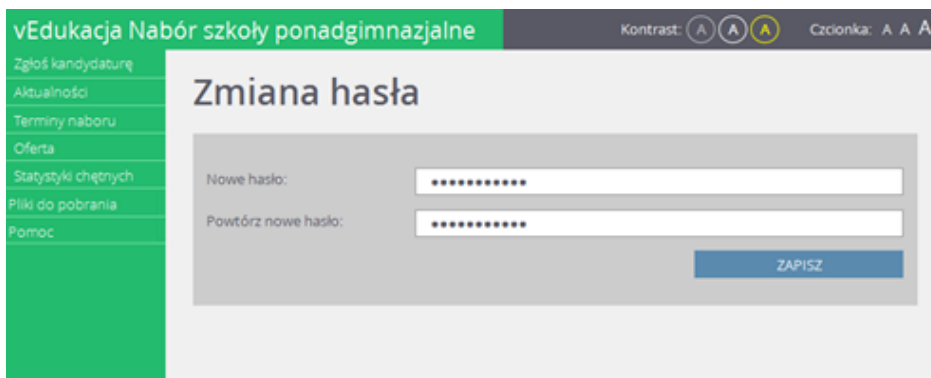 vEdukacja Nabór szkoły ponadgimnazjalne
Kontrast: A A A Czcionka: A A A
Zgłoś kandydaturę
Aktualności
Terminy naboru
Oferta
Statystyki chętnych
Pliki do pobrania
Pomoc
Zmiana hasła
Nowe hasło: •••••••••••
Powtórz nowe hasło: •••••••••••
ZAPISZ